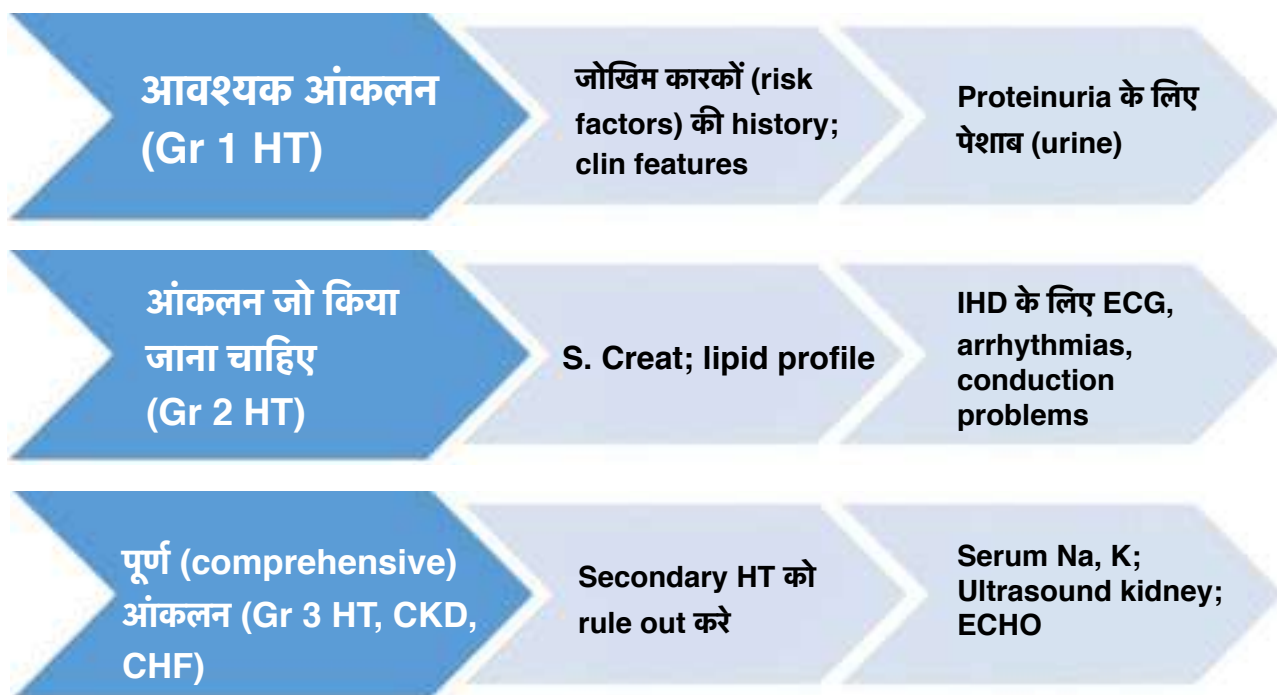 आवश्यक आंकलन
(Gr 1 HT)
जोखिम कारकों (risk
factors) की history;
clin features
Proteinuria के लिए
पेशाब (urine)
आंकलन जो किया
जाना चाहिए
(Gr 2 HT)
S. Creat; lipid profile
IHD के लिए ECG,
arrhythmias,
conduction
problems
पूर्ण (comprehensive)
आंकलन (Gr 3 HT, CKD,
CHF)
Secondary HT को
rule out करे
Serum Na, K;
Ultrasound kidney;
ECHO